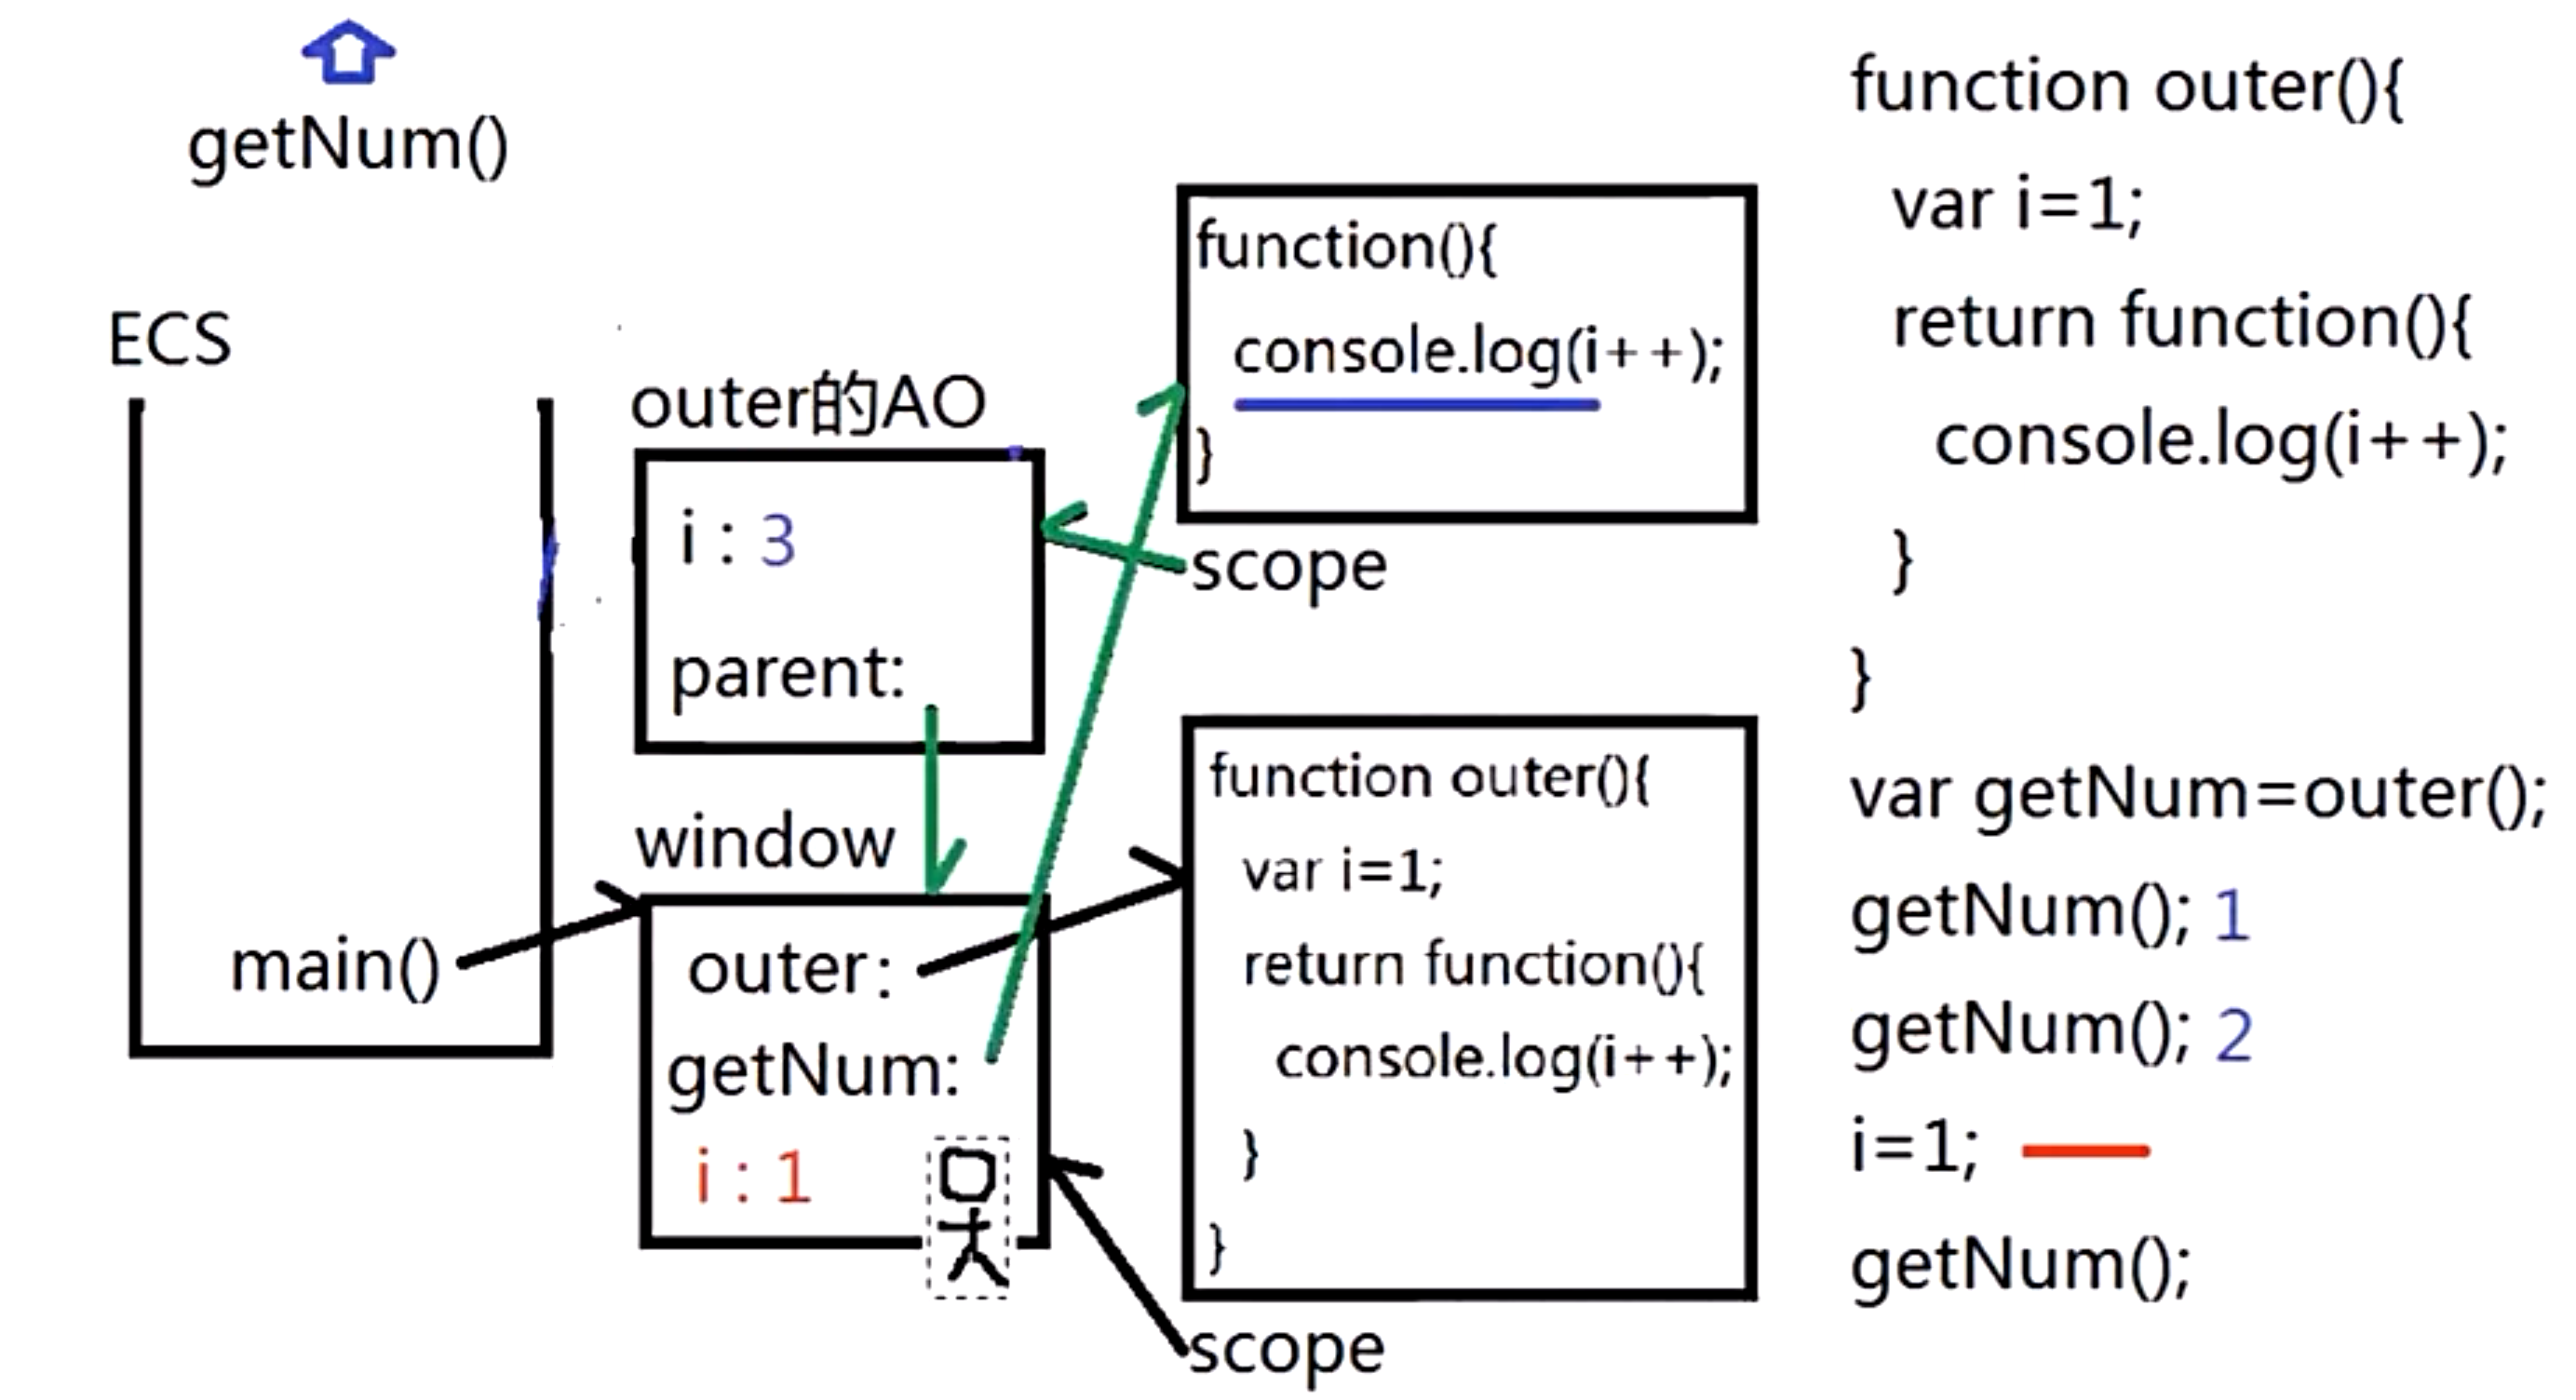 getNum()
ECS
main()
outer的AO
i : 3
parent:
window
outer:
getNum:
i : 1
function(){
console.log(i++);
}
scope
function outer(){
var i=1;
return function(){
console.log(i++);
}
}
scope
function outer(){
var i=1;
return function(){
console.log(i++);
}
}
var getNum=outer();
getNum(); 1
getNum(); 2
i=1;
getNum();